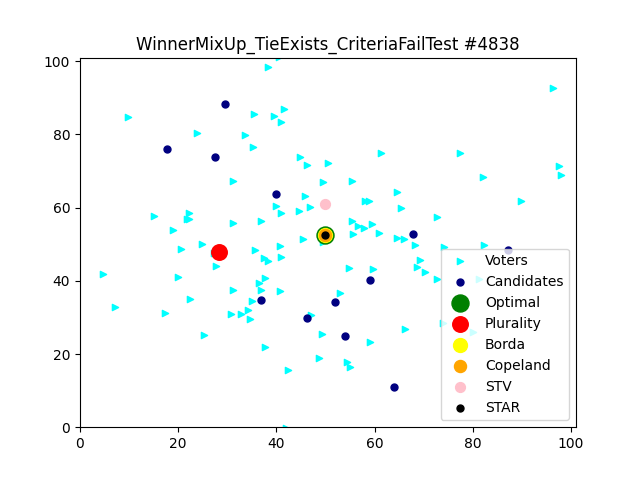 WinnerMixUp_TieExists_CriteriaFailTest #4838
100
80
60
40
20
0
0
20
40
60
80
100
Voters
Candidates
Optimal
Plurality
Borda
Copeland
STV
STAR